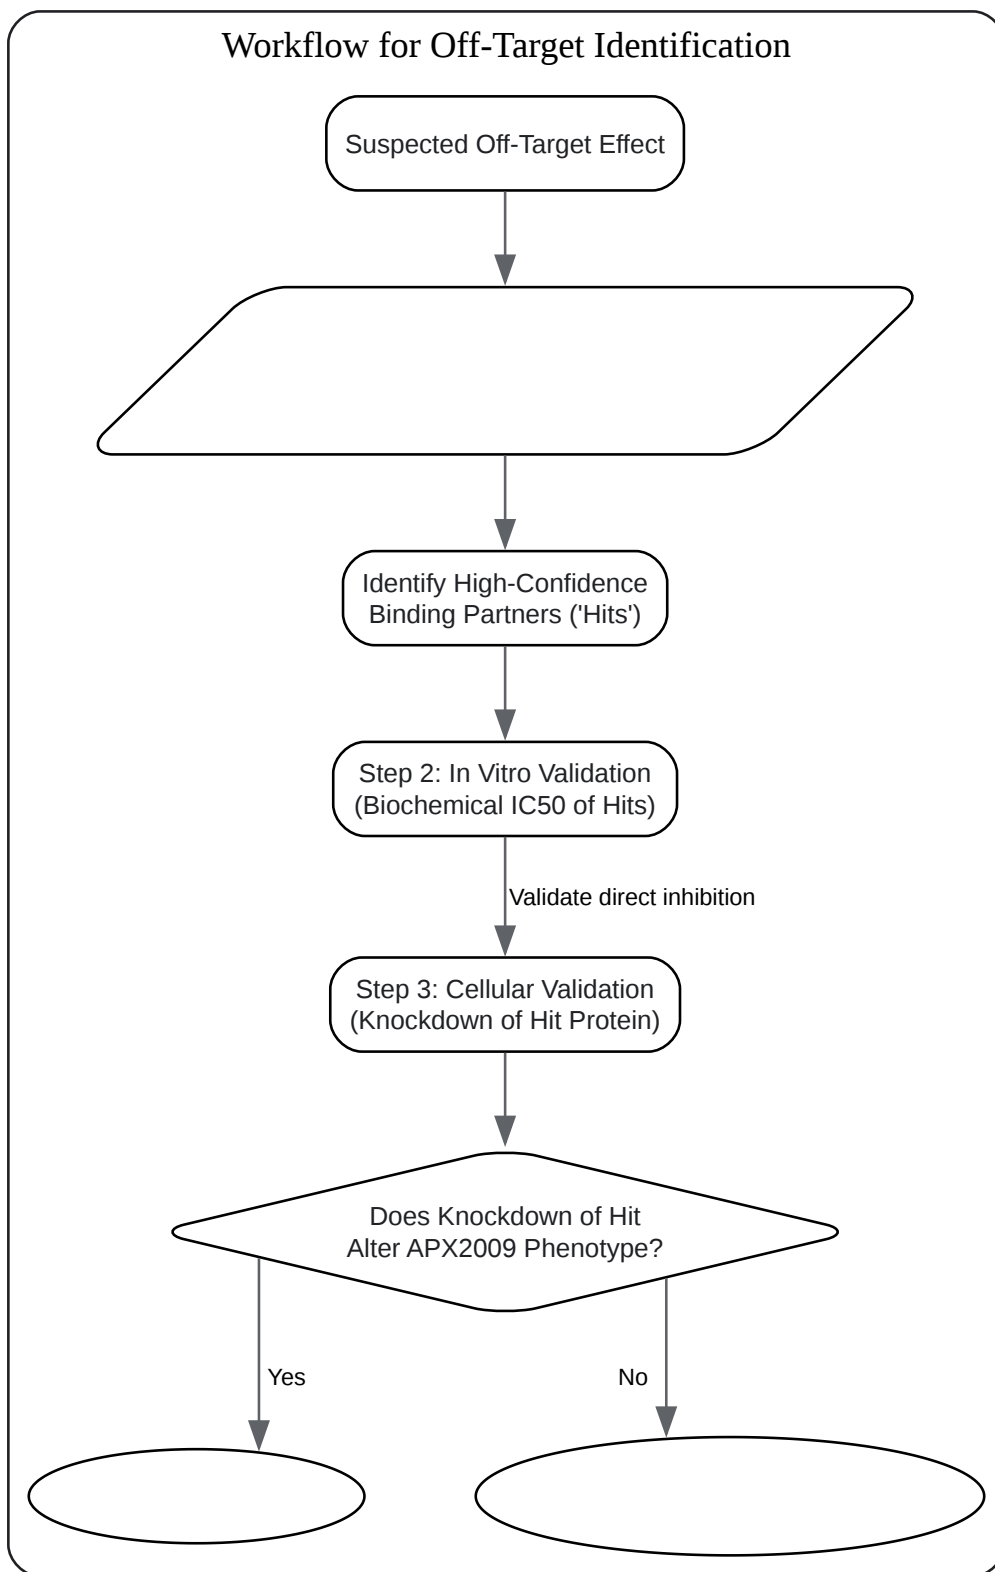 Workflow for Off-Target Identification
Suspected Off-Target Effect
Identify High-Confidence
Binding Partners ('Hits')
Step 2: In Vitro Validation
(Biochemical IC50 of Hits)
Validate direct inhibition
Step 3: Cellular Validation
(Knockdown of Hit Protein)
Does Knockdown of Hit
Alter APX2009 Phenotype?
Yes
No